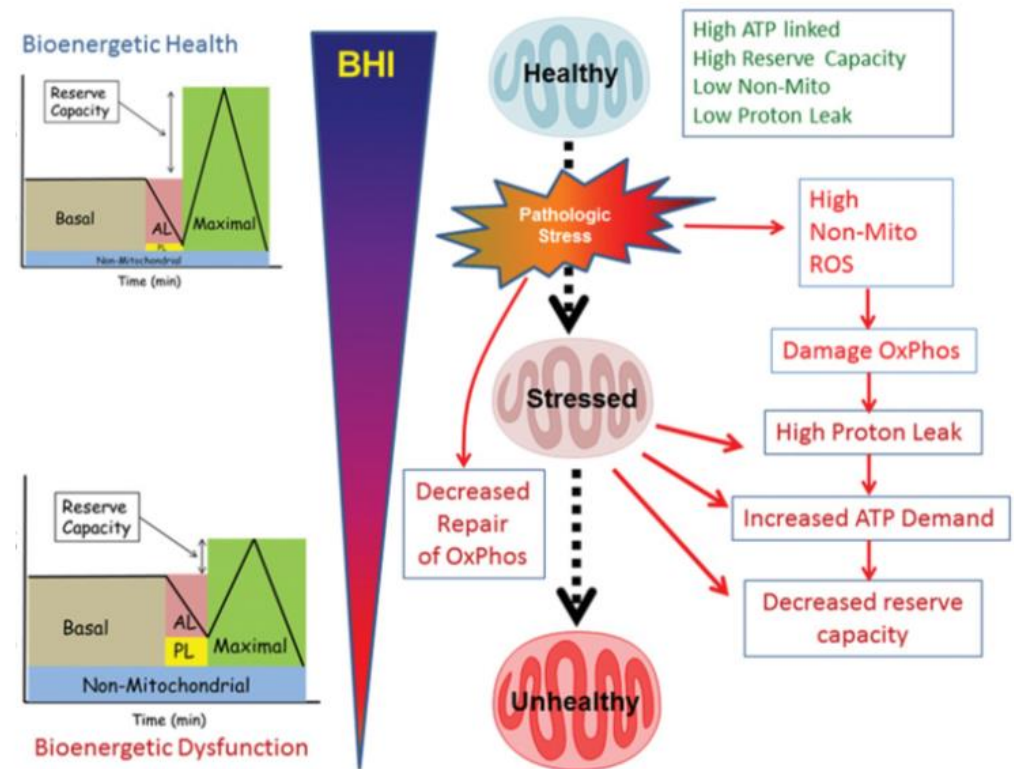 Bioenergetic Health
Reserve
Capacity
Basal
AL
PL
Maximal
Non-Mitochondrial
Time (min)
BHI
Healthy
High ATP linked
High Reserve Capacity
Low Non-Mito
Low Proton Leak
Pathologic
Stress
High
Non-Mito
ROS
Damage OxPhos
Stressed
High Proton Leak
Decreased
Repair
of OxPhos
Increased ATP Demand
Decreased reserve
capacity
Unhealthy
Reserve
Capacity
Basal
AL
PL
Maximal
Non-Mitochondrial
Time (min)
Bioenergetic Dysfunction